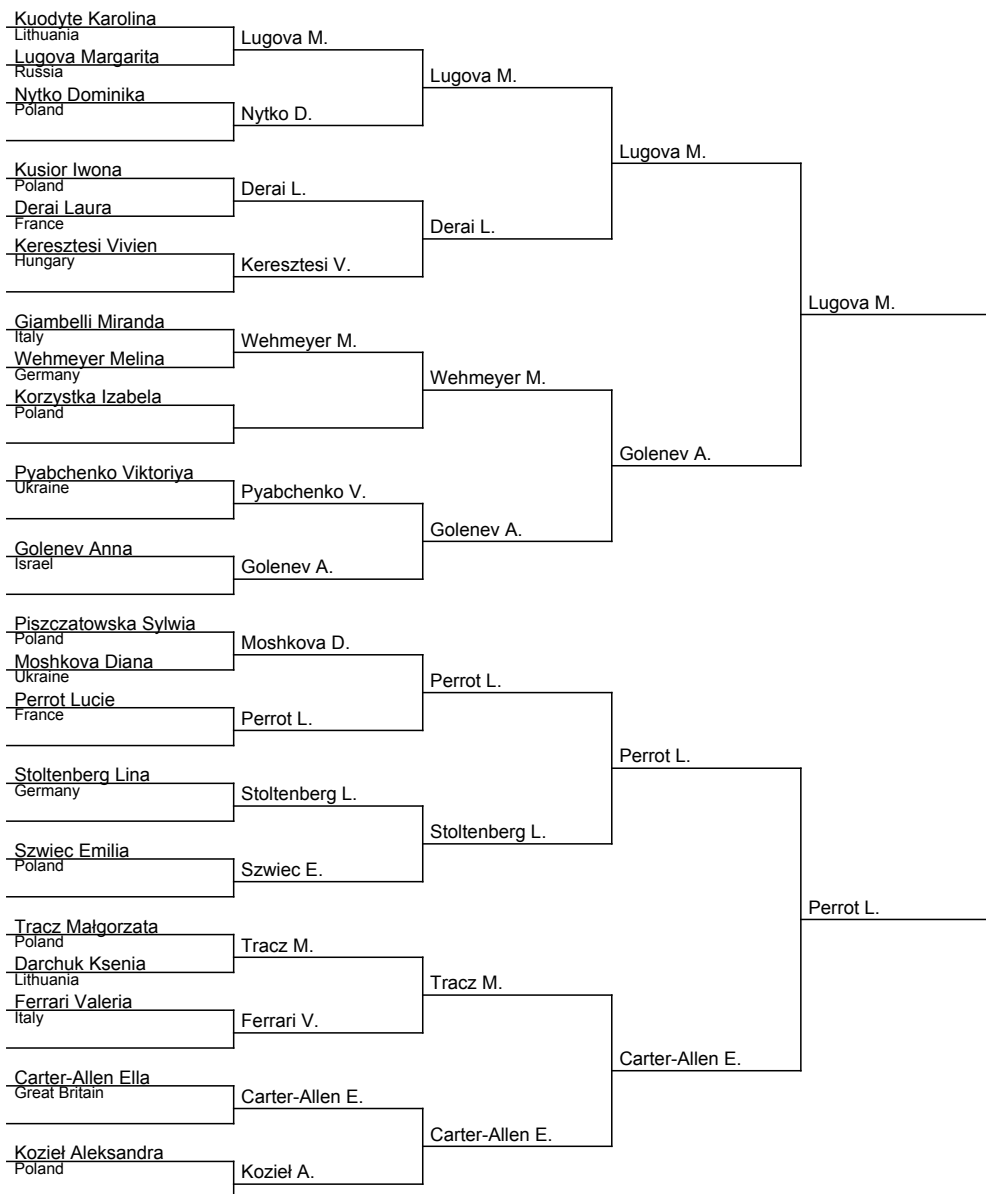 Kuodyte Karolina
Lithuania
Lugova M.
Lugova Margarita
Russia
Lugova M.
Nytko Dominika
Poland
Nytko D.
Lugova M.
Kusior Iwona
Poland
Derai L.
Derai Laura
France
Derai L.
Keresztesi Vivien
Hungary
Keresztesi V.
Lugova M.
Giambelli Miranda
Italy
Wehmeyer M.
Wehmeyer Melina
Germany
Wehmeyer M.
Korzystka Izabela
Poland
Golenev A.
Pyabchenko Viktoriya
Ukraine
Pyabchenko V.
Golenev A.
Golenev Anna
Israel
Golenev A.
Piszczatowska Sylwia
Poland
Moshkova D.
Moshkova Diana
Ukraine
Perrot L.
Perrot Lucie
France
Perrot L.
Perrot L.
Stoltenberg Lina
Germany
Stoltenberg L.
Stoltenberg L.
Szwiec Emilia
Poland
Szwiec E.
Perrot L.
Tracz Małgorzata
Poland
Tracz M.
Darchuk Ksenia
Lithuania
Tracz M.
Ferrari Valeria
Italy
Ferrari V.
Carter-Allen E.
Carter-Allen Ella
Great Britain
Carter-Allen E.
Carter-Allen E.
Kozieł Aleksandra
Poland
Kozieł A.